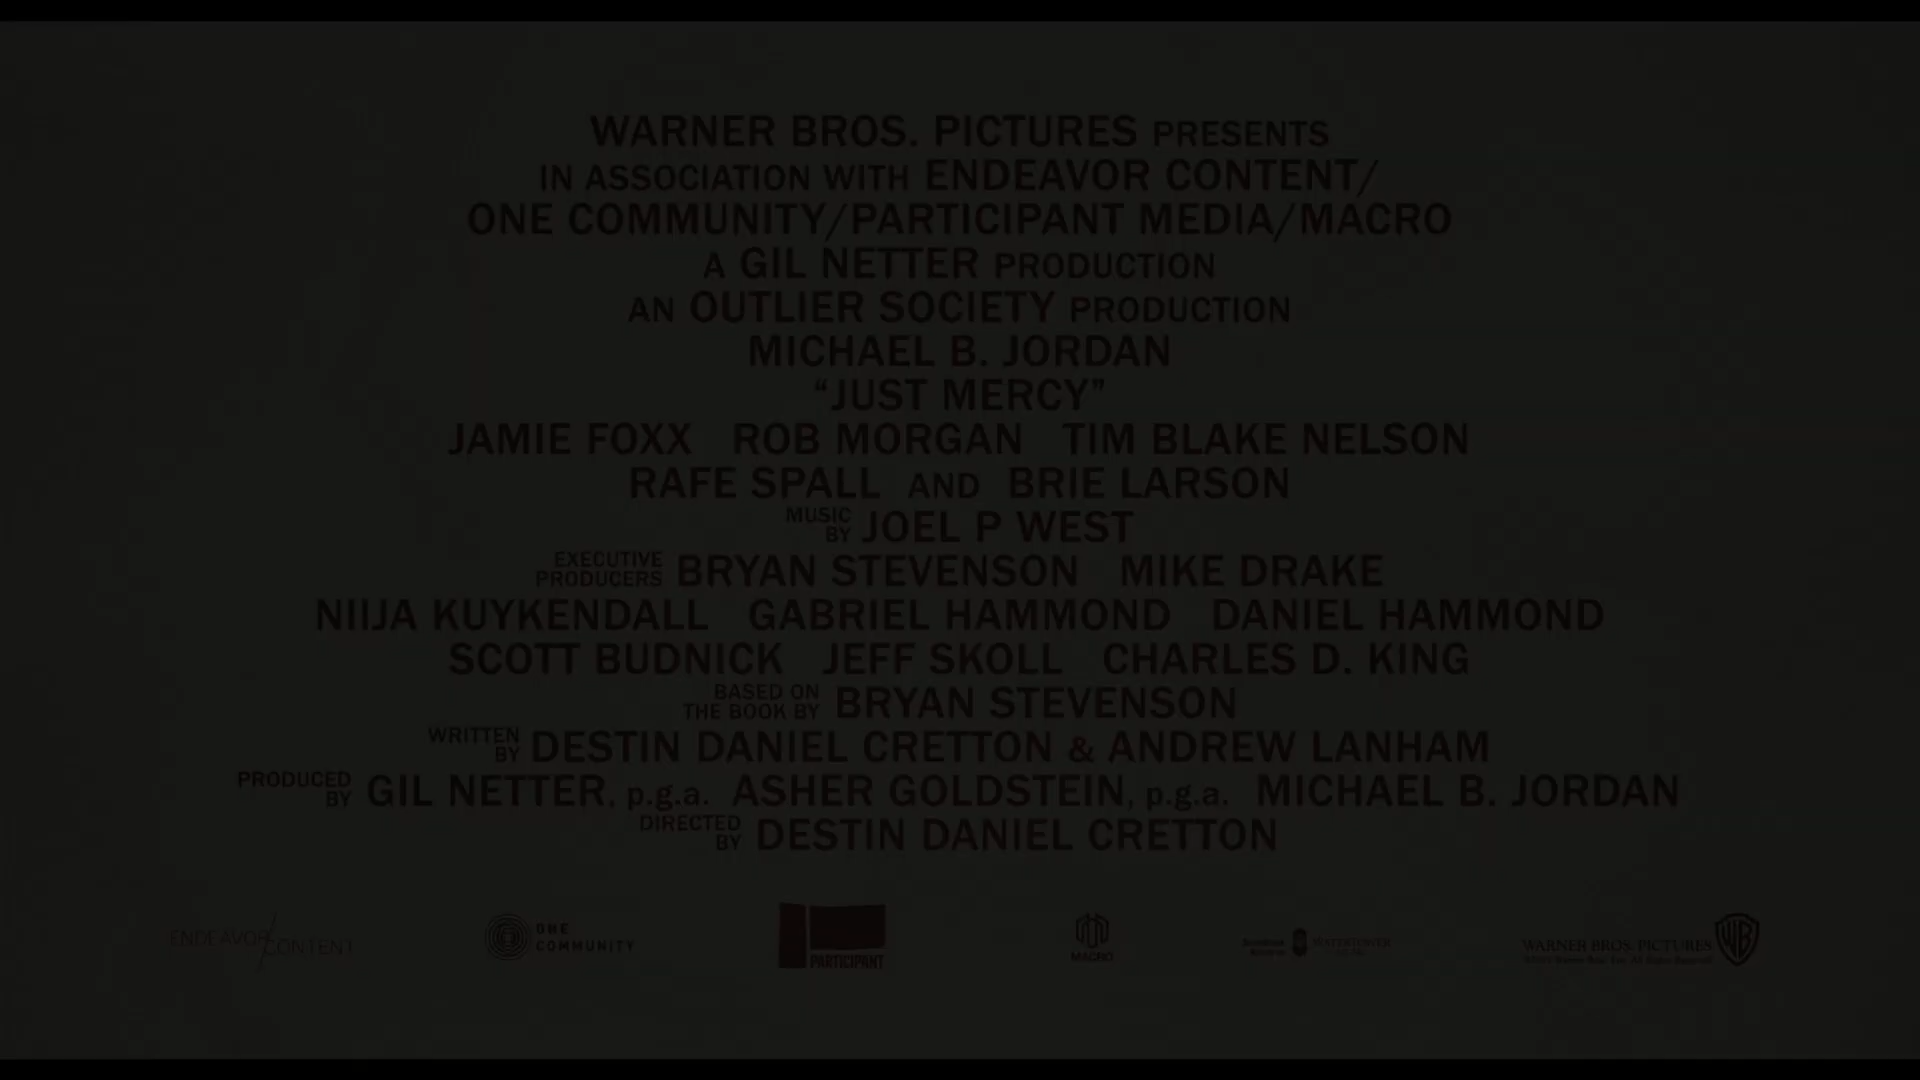 WARNER BROS. PICTURES PRESENTS
IN ASSOCIATION WITH ENDEAVOR CONTENT/
ONE COMMUNITY/PARTICIPANT MEDIA/MACRO
A GIL NETTER PRODUCTION
AN OUTLIER SOCIETY PRODUCTION
MICHAEL B. JORDAN
“JUST MERCY”
JAMIE FOXX ROB MORGAN TIM BLAKE NELSON
RAFE SPALL AND BRIE LARSON
MUSIC BY JOEL P WEST
EXECUTIVE PRODUCERS BRYAN STEVENSON MIKE DRAKE
NIIJA KUYKENDALL GABRIEL HAMMOND DANIEL HAMMOND
SCOTT BUDNICK JEFF SKOLL CHARLES D. KING
BASED ON THE BOOK BY BRYAN STEVENSON
WRITTEN BY DESTIN DANIEL CRETTON & ANDREW LANHAM
PRODUCED BY GIL NETTER, p.g.a. ASHER GOLDSTEIN, p.g.a. MICHAEL B. JORDAN
DIRECTED BY DESTIN DANIEL CRETTON
ENDEAVOR CONTENT
ONE COMMUNITY
PARTICIPANT
MACRO
WATERTOWER
WARNER BROS. PICTURES
WB